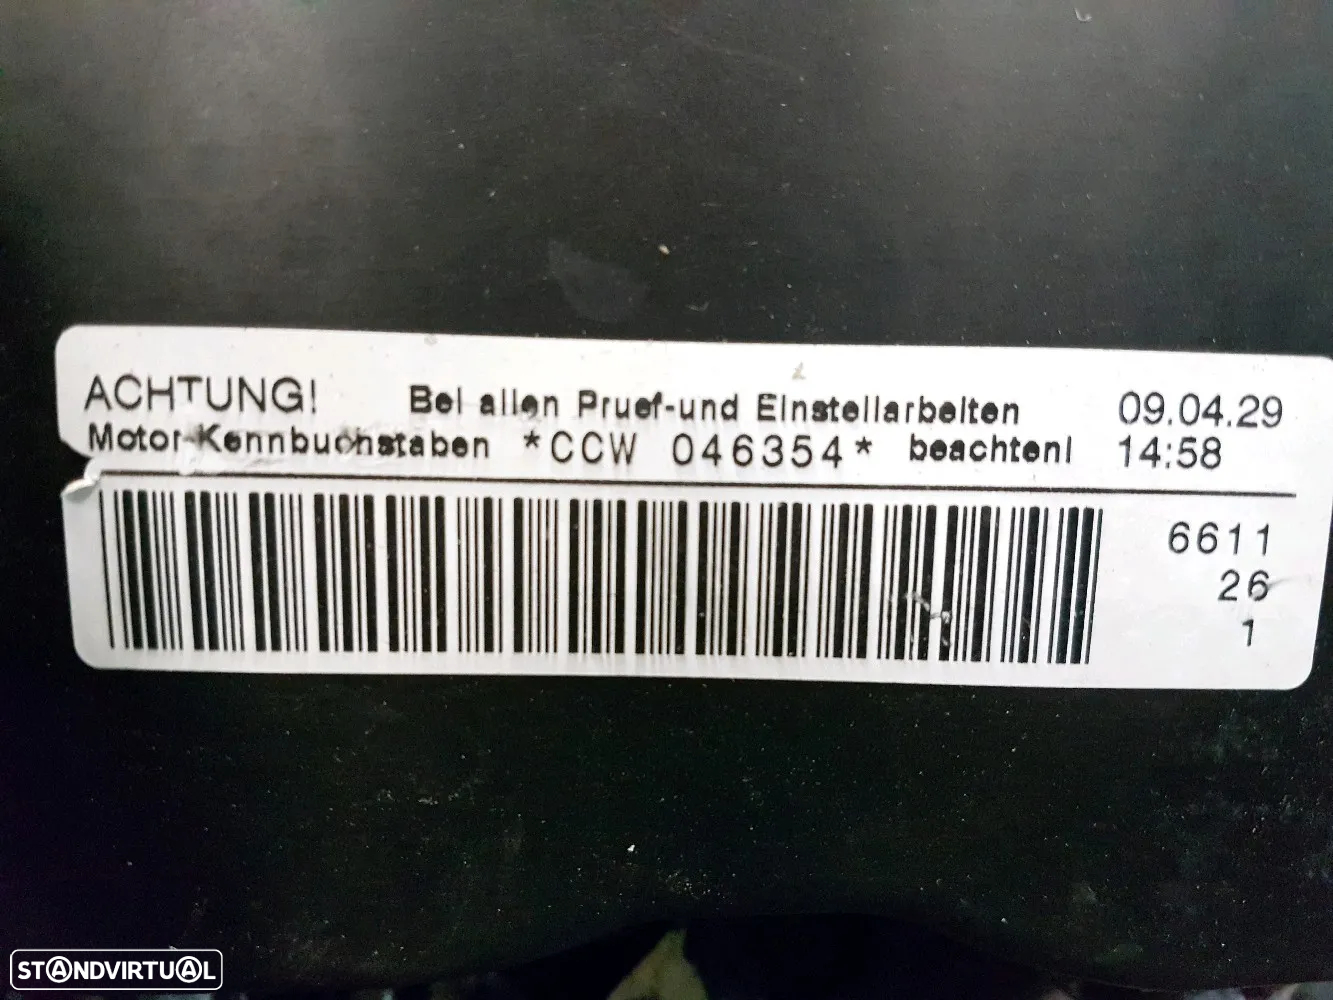 ACHTUNG! Bei allen Pruef-und Einstellarbeiten 09.04.29
Motor-Kennbuchstaben *CCW 046354* beachten! 14:58
6611
26
1
STANDVIRTUAL